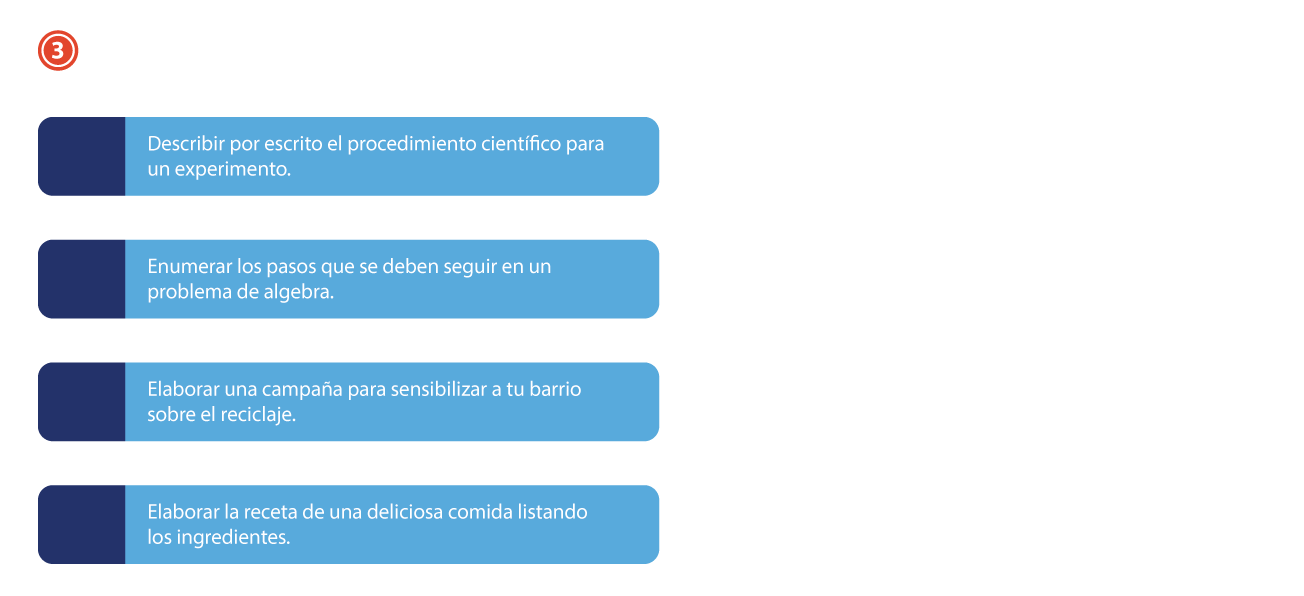 3
Describir por escrito el procedimiento científico para
un experimento.
Enumerar los pasos que se deben seguir en un
problema de algebra.
Elaborar una campaña para sensibilizar a tu barrio
sobre el reciclaje.
Elaborar la receta de una deliciosa comida listando
los ingredientes.